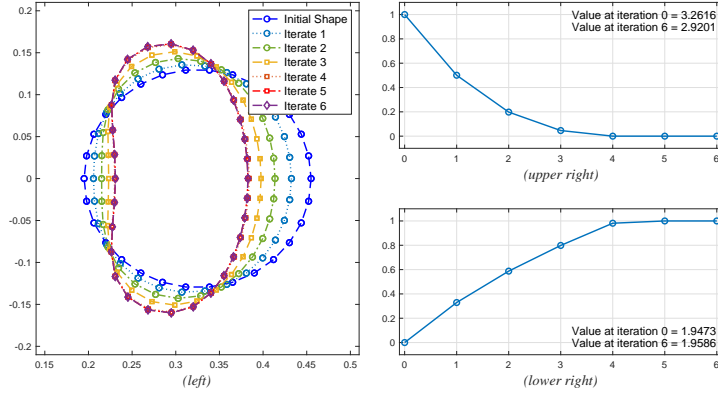 0.2
0.15
0.1
0.05
0
-0.05
-0.1
-0.15
-0.2
0.15 0.2 0.25 0.3 0.35 0.4 0.45 0.5
(left)
Initial Shape
Iterate 1
Iterate 2
Iterate 3
Iterate 4
Iterate 5
Iterate 6
Value at iteration 0 = 3.2616
Value at iteration 6 = 2.9201
1
0.8
0.6
0.4
0.2
0
0 1 2 3 4 5 6
(upper right)
1
0.8
0.6
0.4
0.2
0
Value at iteration 0 = 1.9473
Value at iteration 6 = 1.9586
0 1 2 3 4 5 6
(lower right)